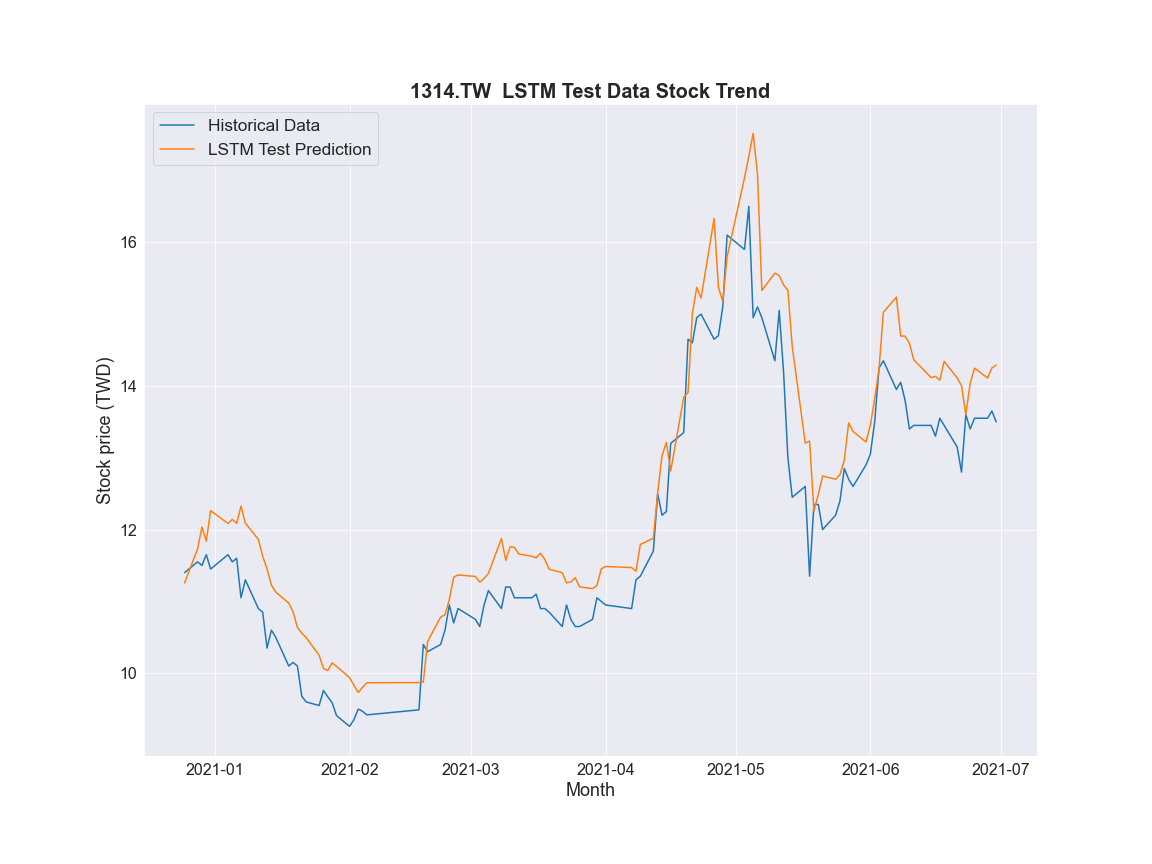 1314.TW  LSTM Test Data Stock Trend
Historical Data
LSTM Test Prediction
Stock price (TWD)
16
14
12
10
2021-01 2021-02 2021-03 2021-04 2021-05 2021-06 2021-07
Month